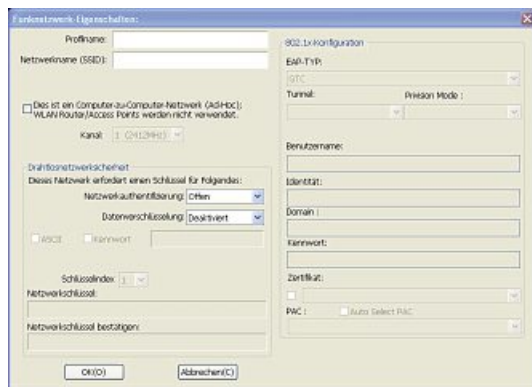 Funknetzwerk-Eigenschaften:
Profilname:
Netzwerkname (SSID):
Dies ist ein Computer-zu-Computer-Netzwerk (Ad-Hoc);
WLAN Router/Access Points werden nicht verwendet.
Kanal: 1 (2412MHz)
Drahtlosnetzwerksicherheit
Dieses Netzwerk erfordert einen Schlüssel für Folgendes:
Netzwerkauthentifizierung: Offen
Datenverschlüsselung: Deaktiviert
ASCII Kennwort
Schlüsselindex 1
Netzwerkschlüssel:
Netzwerkschlüssel bestätigen:
OK(O) Abbrechen(C)
802.1x-Konfiguration
EAP-TYP:
GTC
Tunnel: Provision Mode :
Benutzername:
Identität:
Domain :
Kennwort:
Zertifikat:
PAC : Auto Select PAC